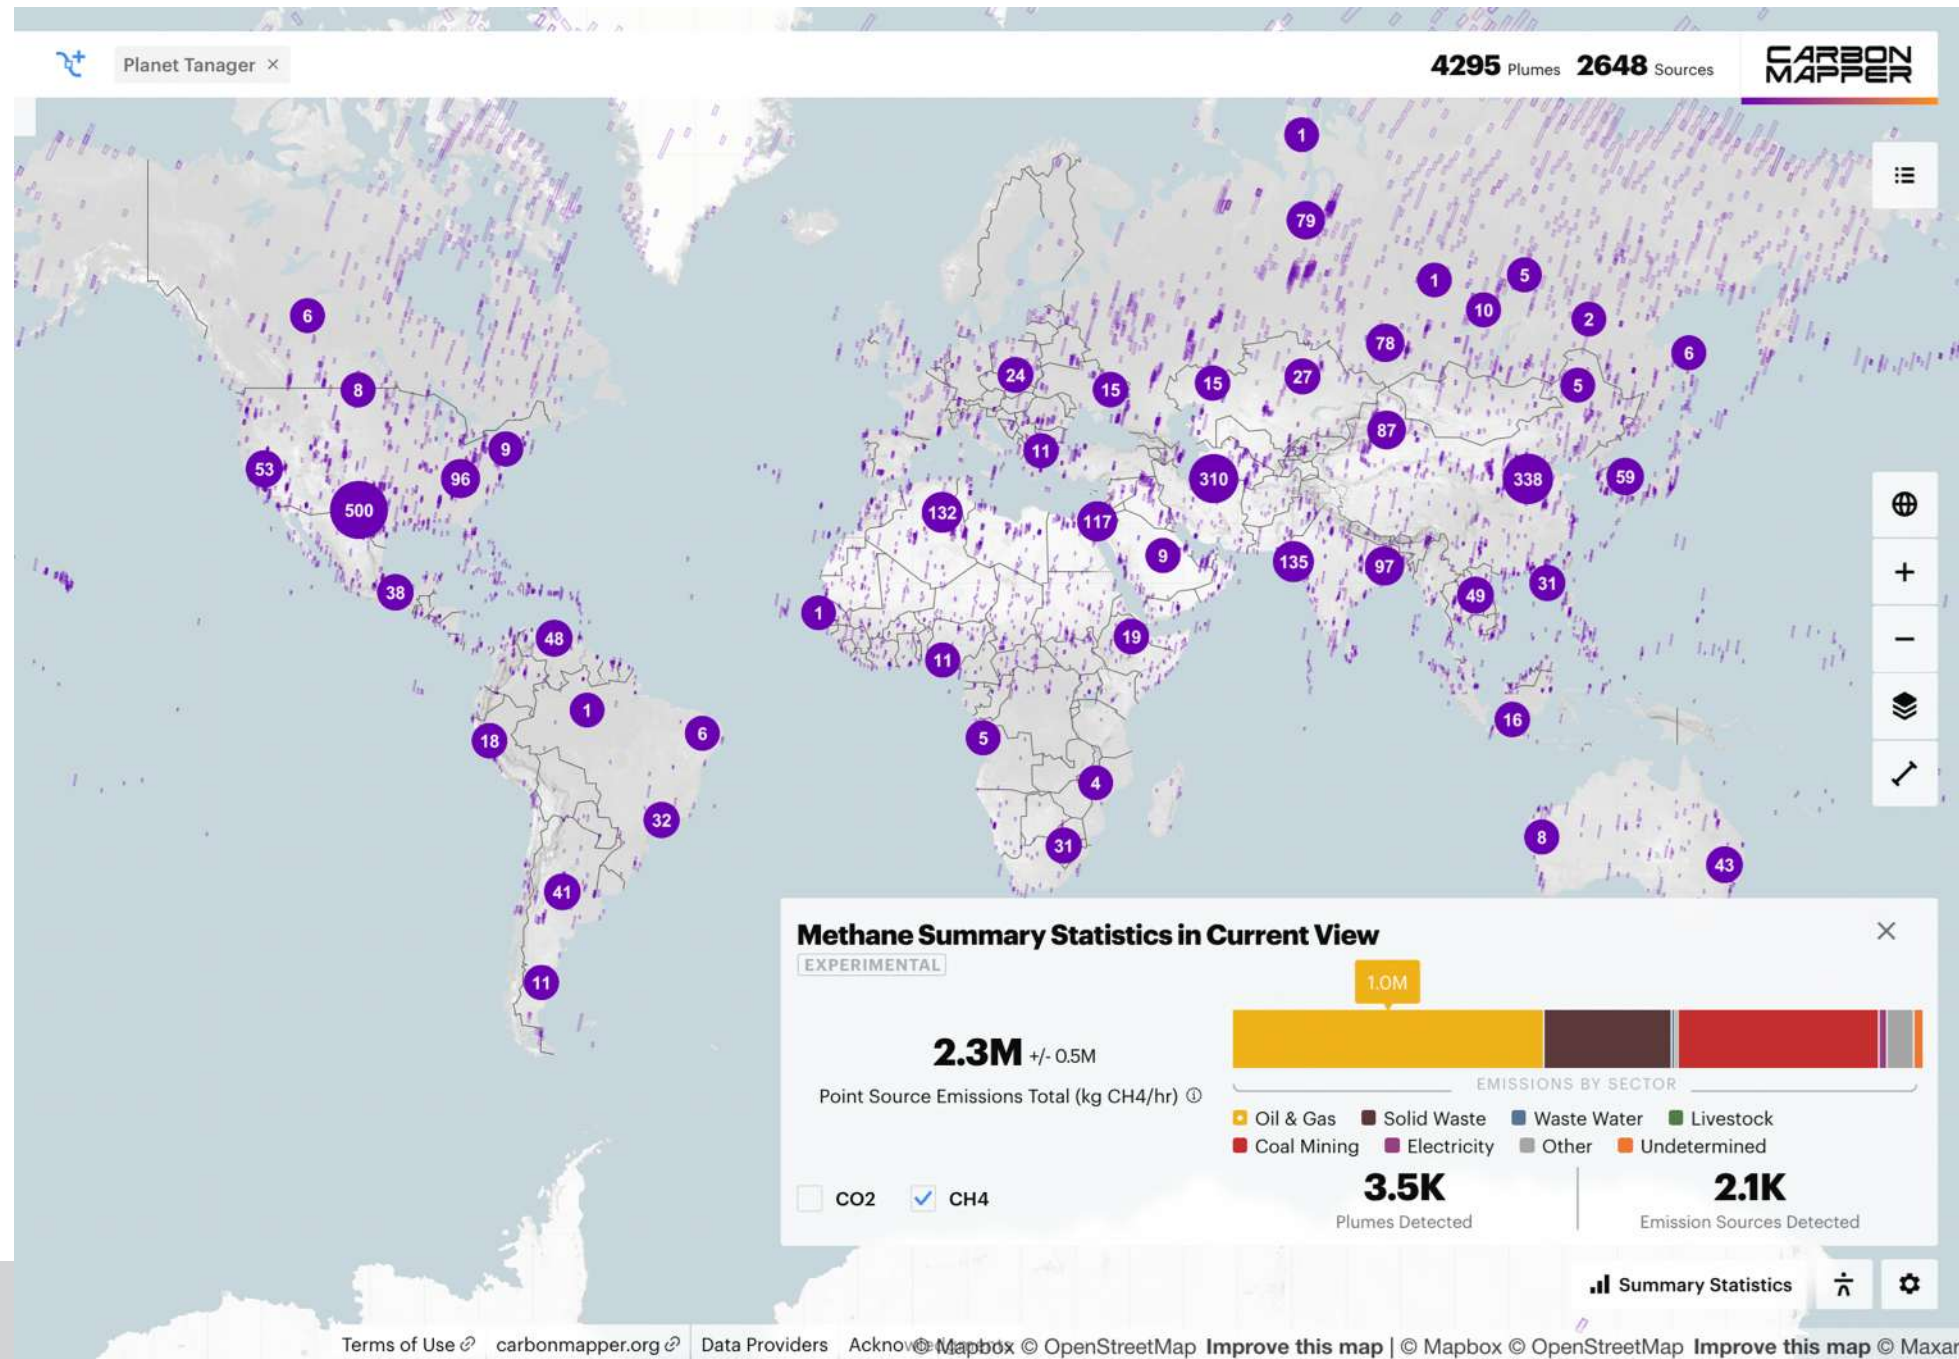 Planet Tanager ×
4295 Plumes 2648 Sources
CARBON
MAPPER
1
79
1
5
10
2
6
78
6
8
24
15
15
27
5
87
9
11
53
96
310
338
59
500
132
117
9
135
97
31
49
38
1
19
48
11
1
16
18
6
5
4
32
31
8
43
41
11
Methane Summary Statistics in Current View
EXPERIMENTAL
1.0M
2.3M +/- 0.5M
Point Source Emissions Total (kg CH4/hr)
EMISSIONS BY SECTOR
Oil & Gas Solid Waste Waste Water Livestock
Coal Mining Electricity Other Undetermined
CO2 CH4
3.5K
Plumes Detected
2.1K
Emission Sources Detected
Summary Statistics
Terms of Use carbonmapper.org Data Providers © Mapbox © OpenStreetMap Improve this map | © Mapbox © OpenStreetMap Improve this map © Maxar